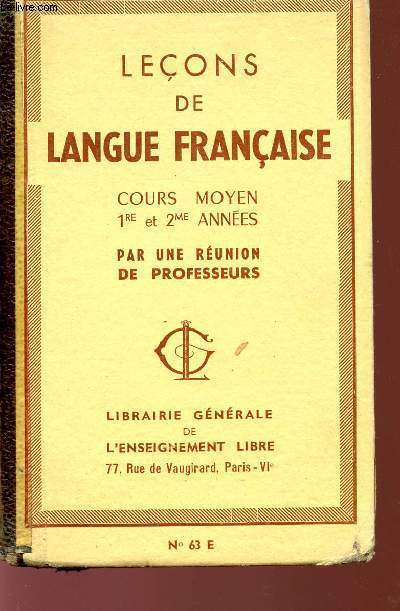 LEÇONS
DE
LANGUE FRANÇAISE
COURS MOYEN
1RE et 2ME ANNÉES
PAR UNE RÉUNION
DE PROFESSEURS
LIBRAIRIE GÉNÉRALE
DE
L'ENSEIGNEMENT LIBRE
77, Rue de Vaugirard, Paris-VIe
No 63 E